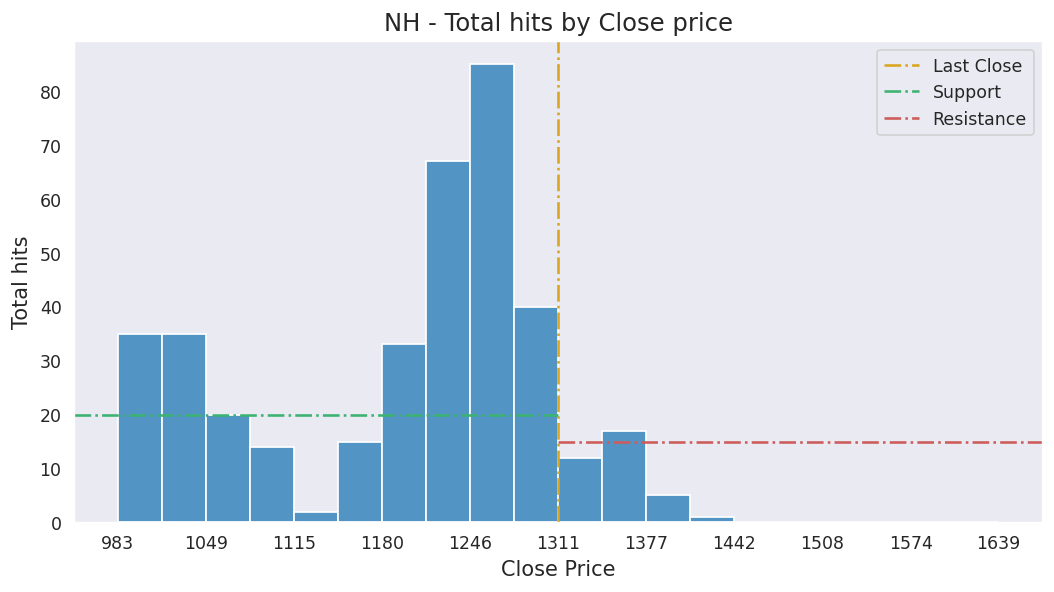 NH - Total hits by Close price
Last Close
Support
Resistance
Total hits
80
70
60
50
40
30
20
10
0
983 1049 1115 1180 1246 1311 1377 1442 1508 1574 1639
Close Price